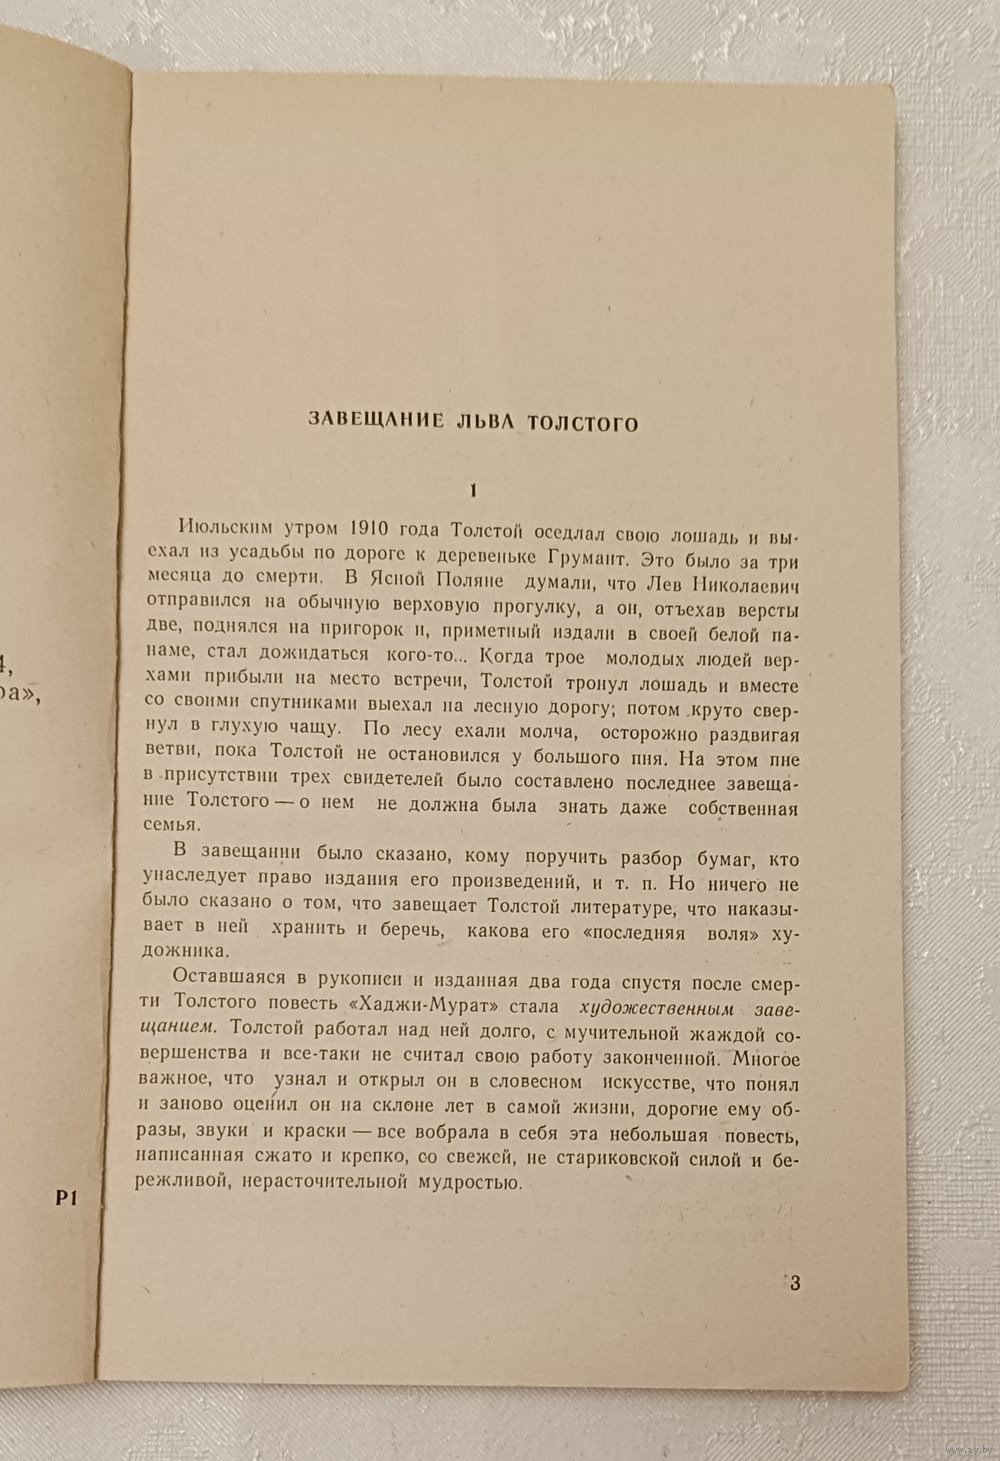 4,
ра»,
Р1
ЗАВЕЩАНИЕ ЛЬВА ТОЛСТОГО
1
Июльским утром 1910 года Толстой оседлал свою лошадь и вы-
ехал из усадьбы по дороге к деревеньке Грумант. Это было за три
месяца до смерти. В Ясной Поляне думали, что Лев Николаевич
отправился на обычную верховую прогулку, а он, отъехав версты
две, поднялся на пригорок и, приметный издали в своей белой па-
наме, стал дожидаться кого-то... Когда трое молодых людей вер-
хами прибыли на место встречи, Толстой тронул лошадь и вместе
со своими спутниками выехал на лесную дорогу; потом круто свер-
нул в глухую чащу. По лесу ехали молча, осторожно раздвигая
ветви, пока Толстой не остановился у большого пня. На этом пне
в присутствии трех свидетелей было составлено последнее завеща-
ние Толстого — о нем не должна была знать даже собственная
семья.
В завещании было сказано, кому поручить разбор бумаг, кто
унаследует право издания его произведений, и т. п. Но ничего не
было сказано о том, что завещает Толстой литературе, что наказы-
вает в ней хранить и беречь, какова его «последняя воля» ху-
дожника.
Оставшаяся в рукописи и изданная два года спустя после смер-
ти Толстого повесть «Хаджи-Мурат» стала художественным заве-
щанием. Толстой работал над ней долго, с мучительной жаждой со-
вершенства и все-таки не считал свою работу законченной. Многое
важное, что узнал и открыл он в словесном искусстве, что понял
и заново оценил он на склоне лет в самой жизни, дорогие ему об-
разы, звуки и краски — все вобрала в себя эта небольшая повесть,
написанная сжато и крепко, со свежей, не стариковской силой и бе-
режливой, нерасточительной мудростью.
3
www.ay.by